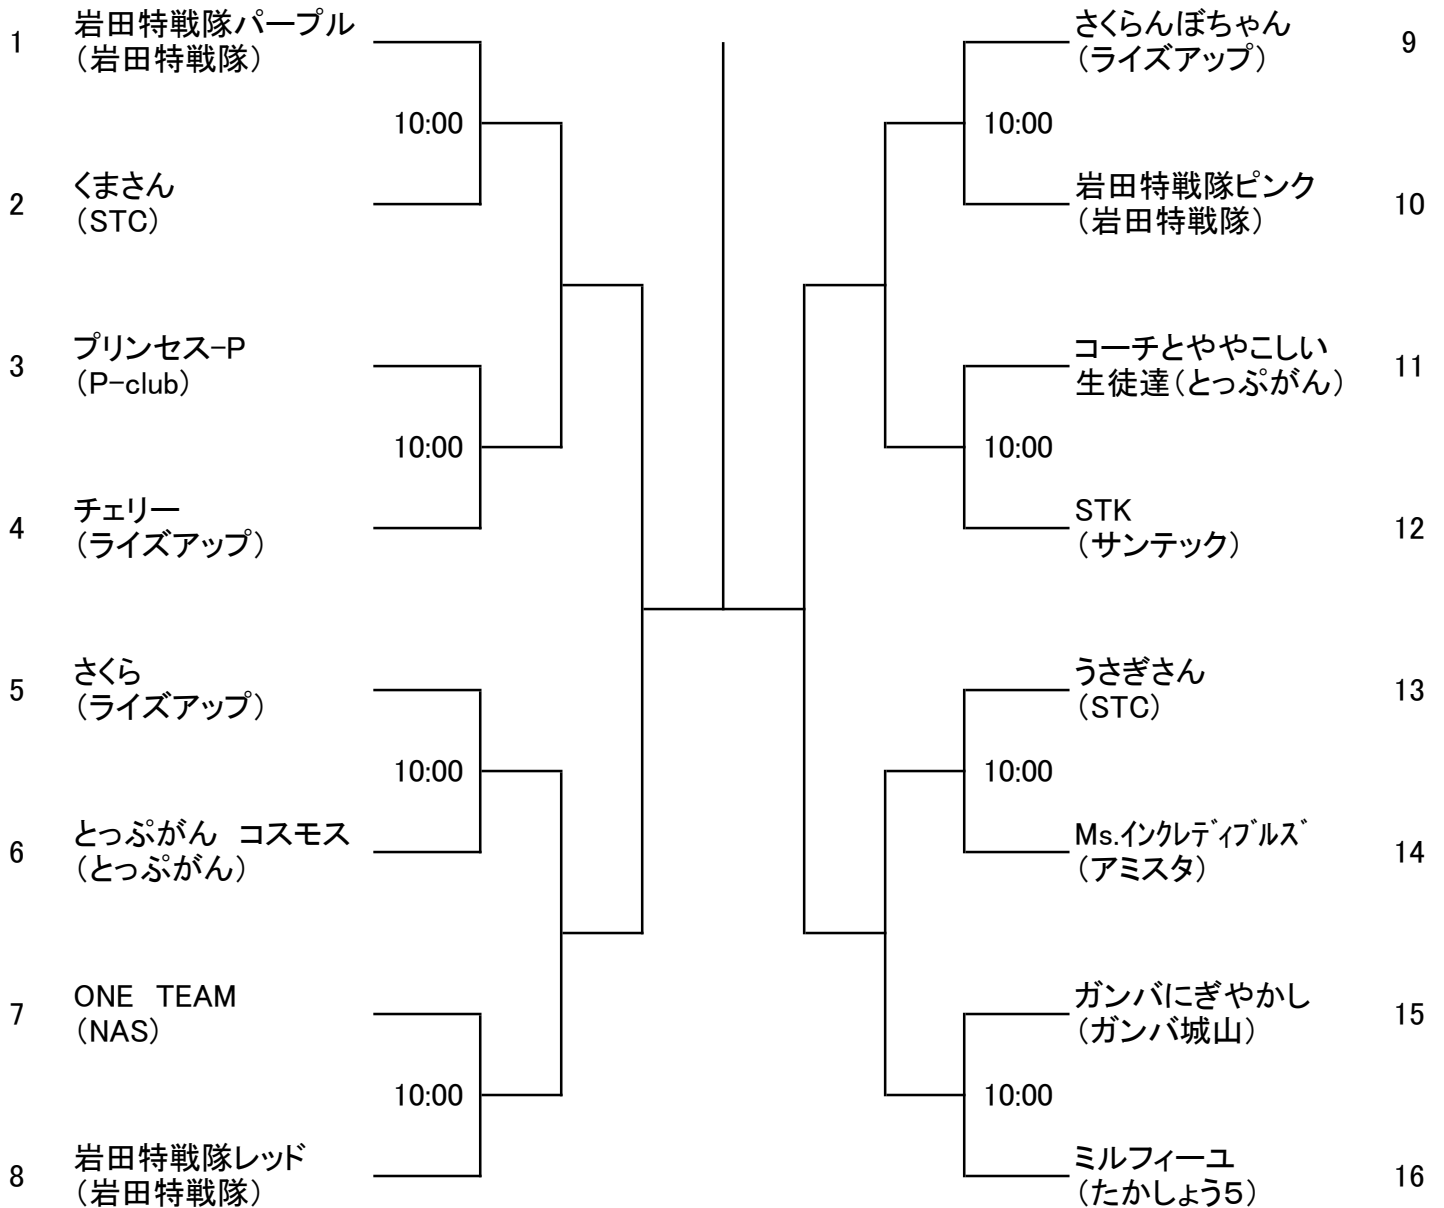 1
岩田特戦隊パープル
（岩田特戦隊）
10:00
2
くまさん
（STC）
3
プリンセス-P
（P-club）
10:00
4
チェリー
（ライズアップ）
5
さくら
（ライズアップ）
10:00
6
とっぷがん　コスモス
（とっぷがん）
7
ONE　TEAM
（NAS）
10:00
8
岩田特戦隊レッド
（岩田特戦隊）
さくらんぼちゃん
（ライズアップ）
9
10:00
岩田特戦隊ピンク
（岩田特戦隊）
10
コーチとややこしい
生徒達（とっぷがん）
11
10:00
STK
（サンテック）
12
うさぎさん
（STC）
13
10:00
Ms.ｲﾝｸﾚﾃﾞｨﾌﾞﾙｽﾞ
（アミスタ）
14
ガンバにぎやかし
（ガンバ城山）
15
10:00
ミルフィーユ
（たかしょう５）
16